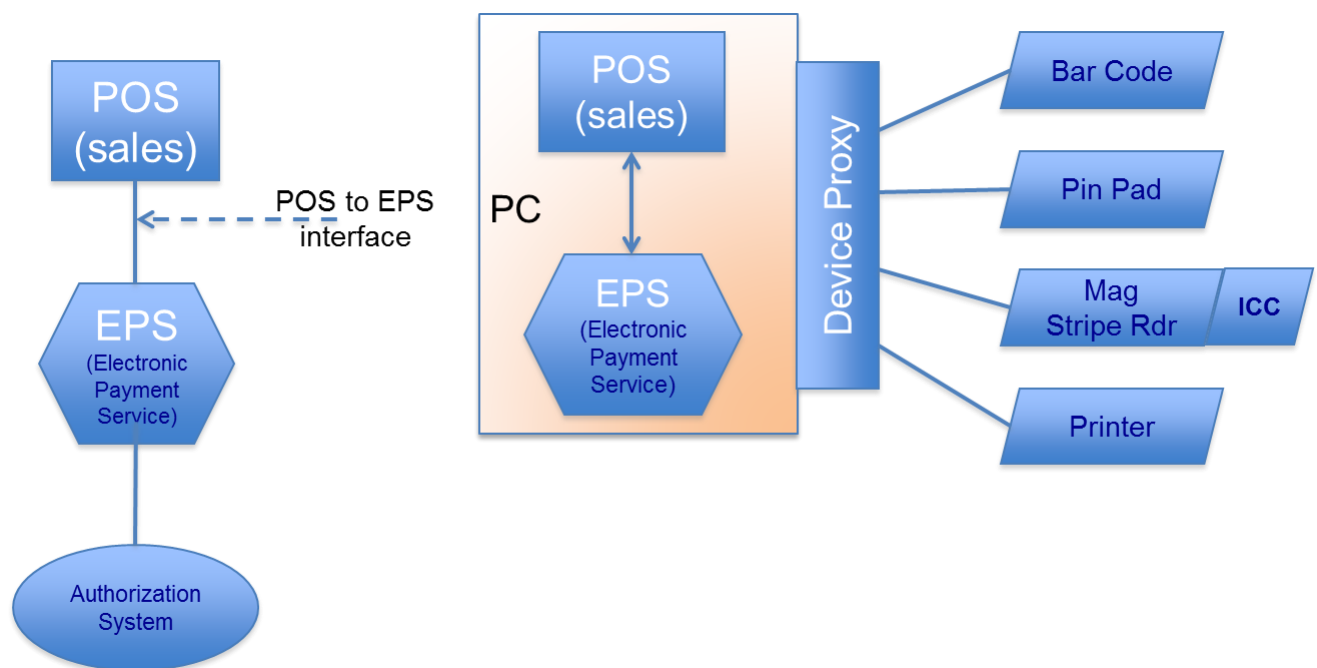 POS
(sales)
POS to EPS
interface
EPS
(Electronic
Payment
Service)
Authorization
System
PC
POS
(sales)
EPS
(Electronic
Payment
Service)
Device Proxy
Bar Code
Pin Pad
Mag
Stripe Rdr
ICC
Printer